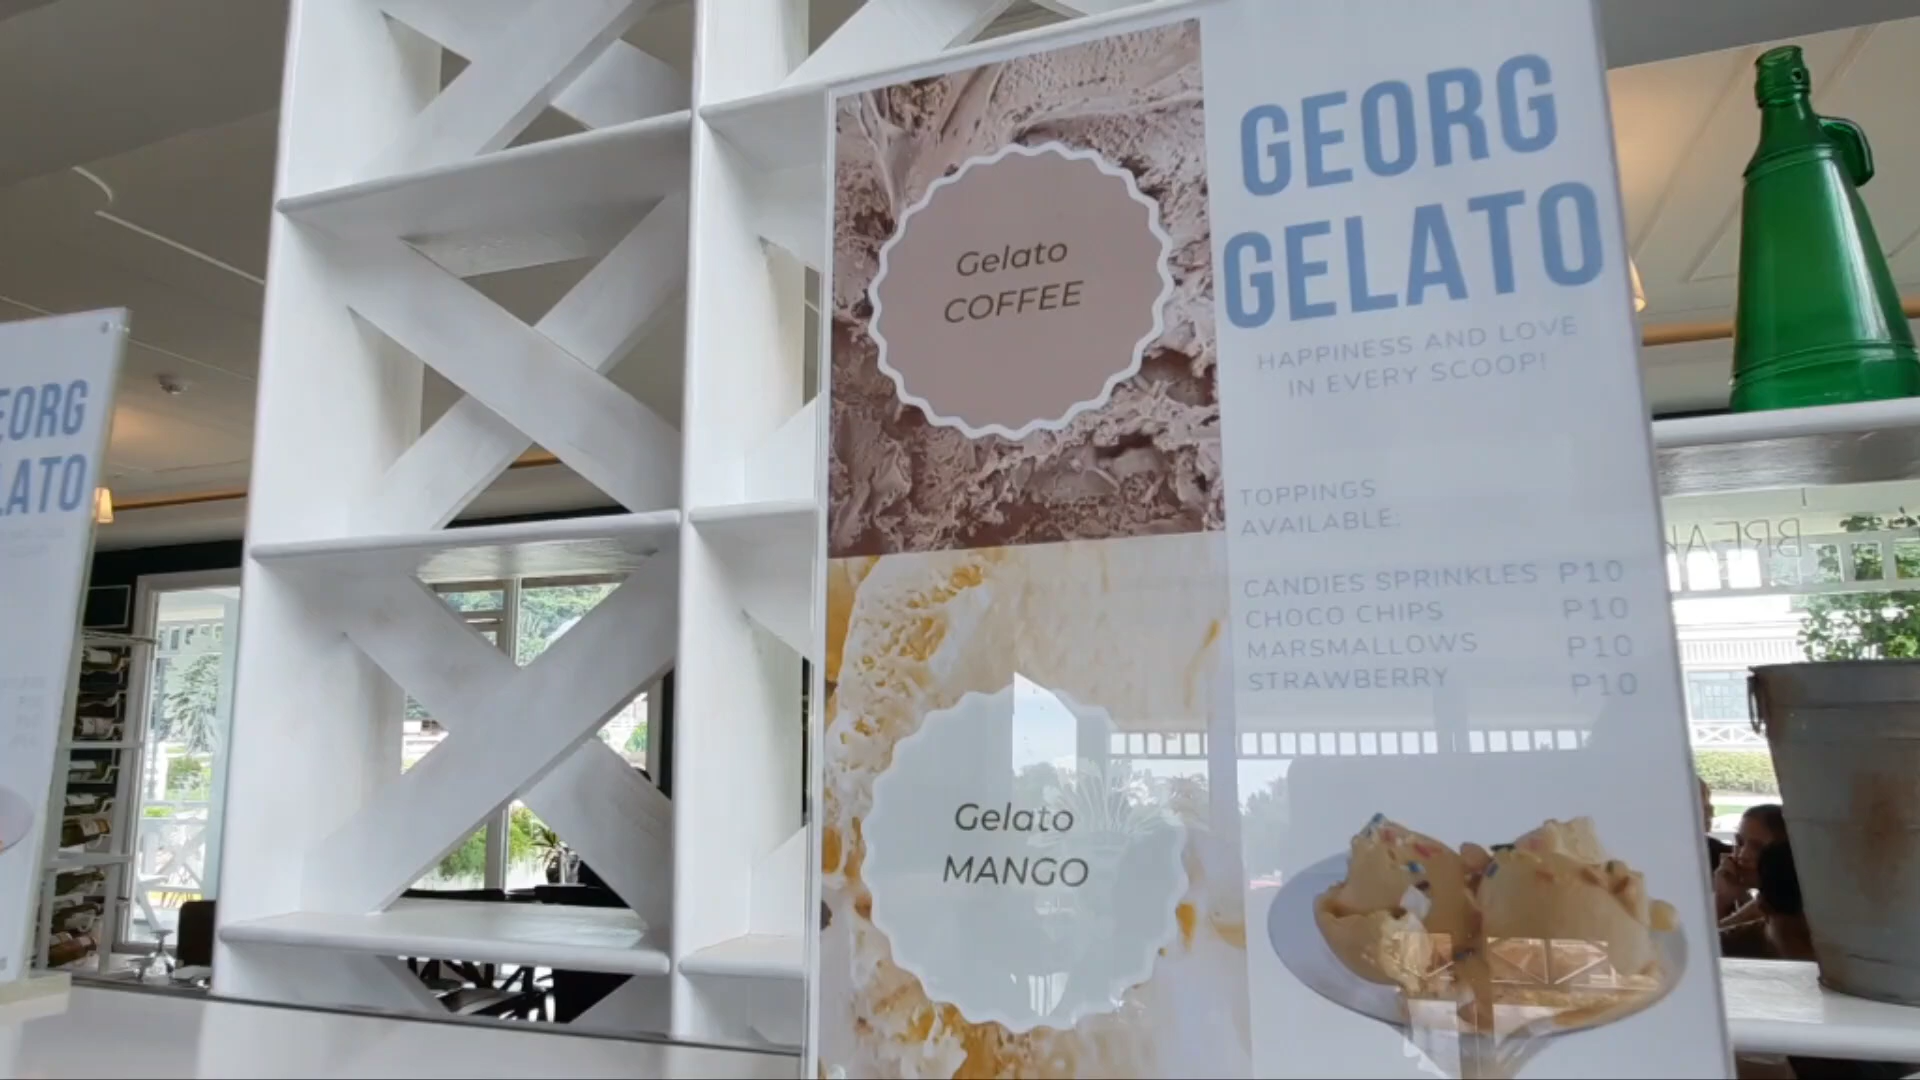 EORG
LATO
Gelato
COFFEE
Gelato
MANGO
GEORG
GELATO
HAPPINESS AND LOVE
IN EVERY SCOOP!
TOPPINGS
AVAILABLE:
CANDIES SPRINKLES P10
CHOCO CHIPS P10
MARSMALLOWS P10
STRAWBERRY P10
BREA